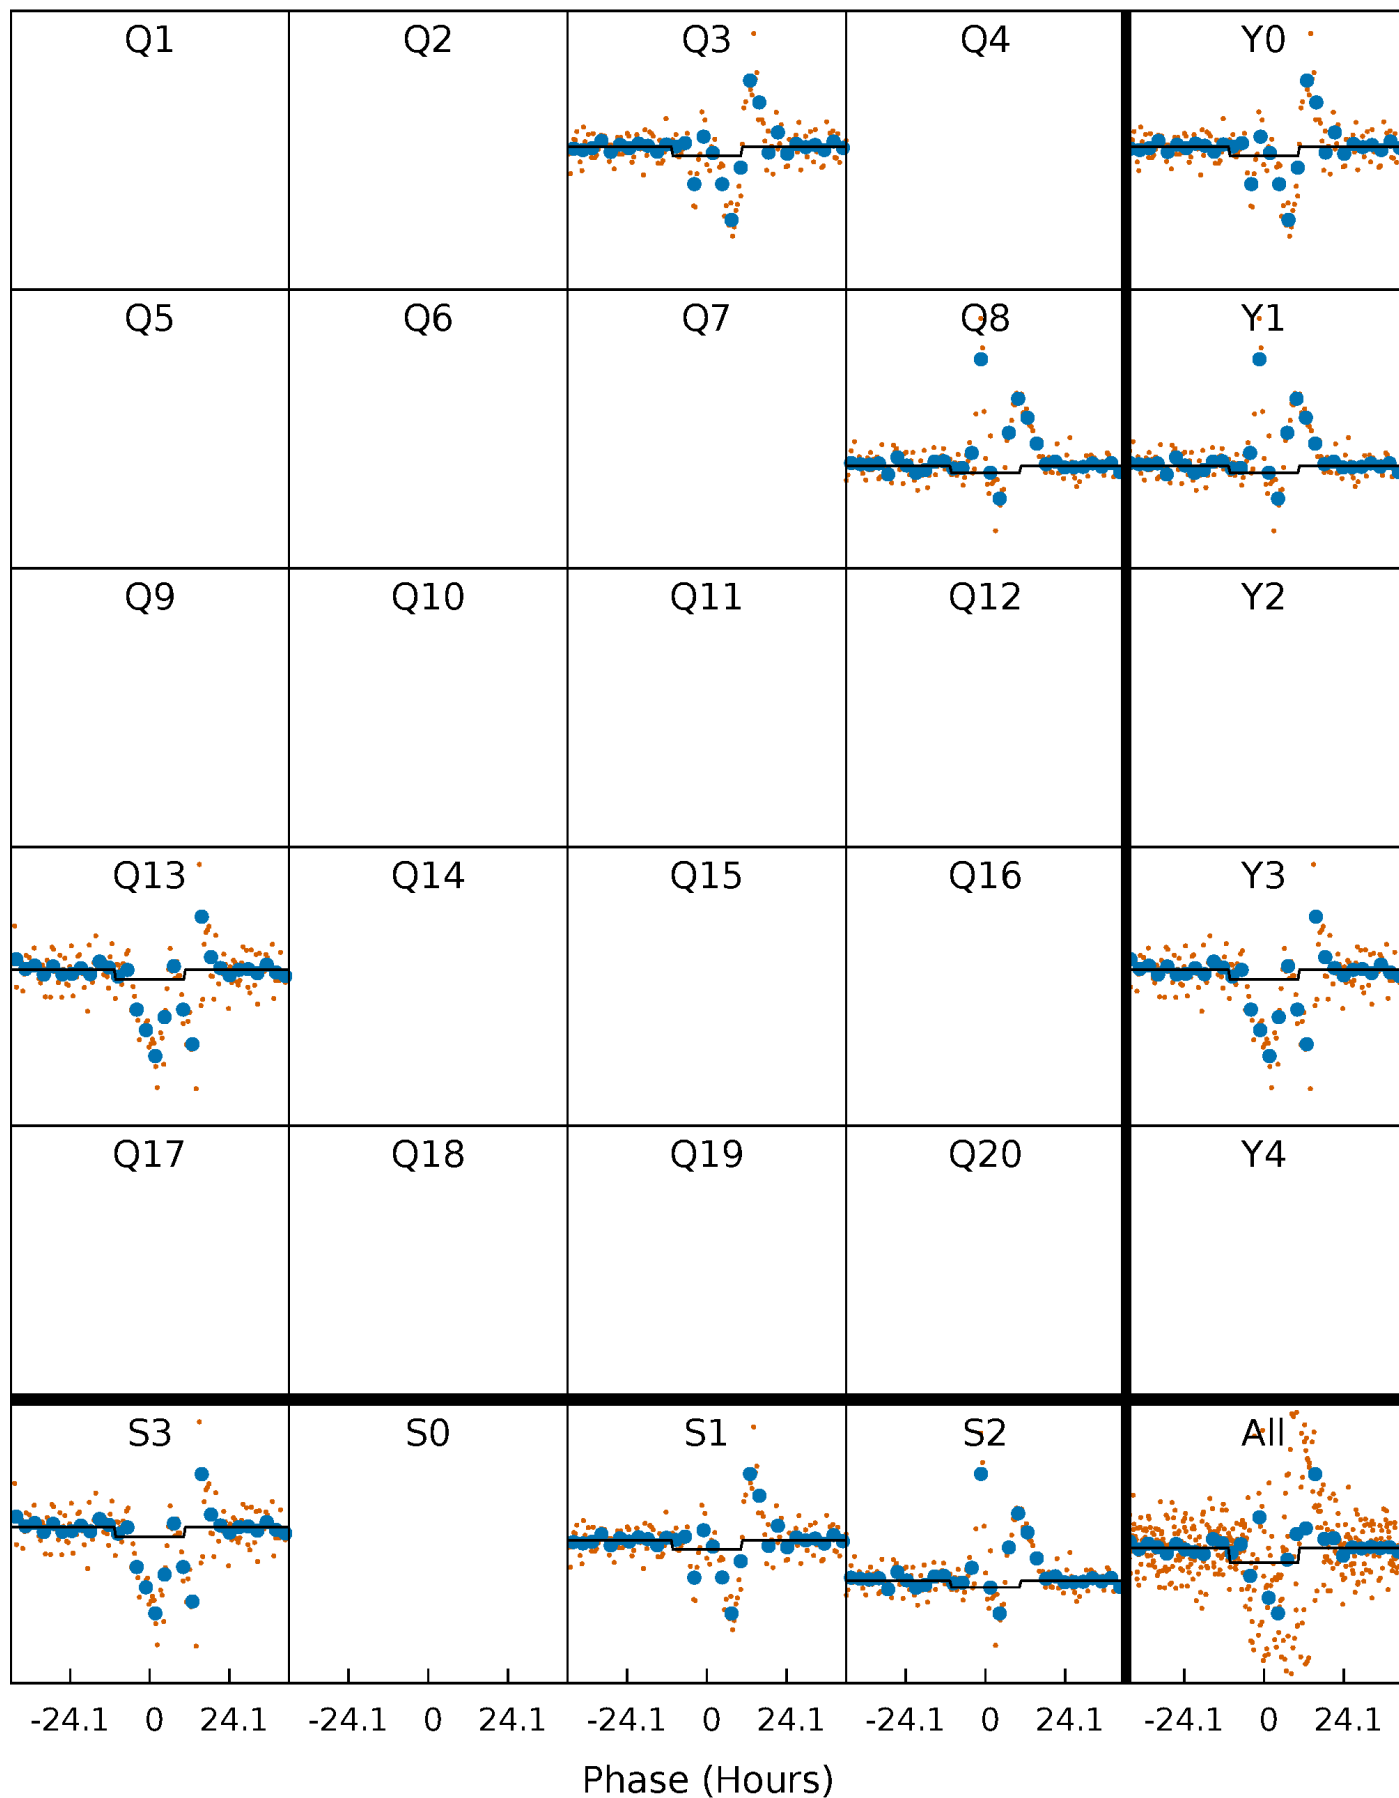 Q1 Q2 Q3 Q4 Y0
Q5 Q6 Q7 Q8 Y1
Q9 Q10 Q11 Q12 Y2
Q13 Q14 Q15 Q16 Y3
Q17 Q18 Q19 Q20 Y4
S3 S0 S1 S2 All
-24.1 0 24.1 -24.1 0 24.1 -24.1 0 24.1 -24.1 0 24.1 -24.1 0 24.1
Phase (Hours)